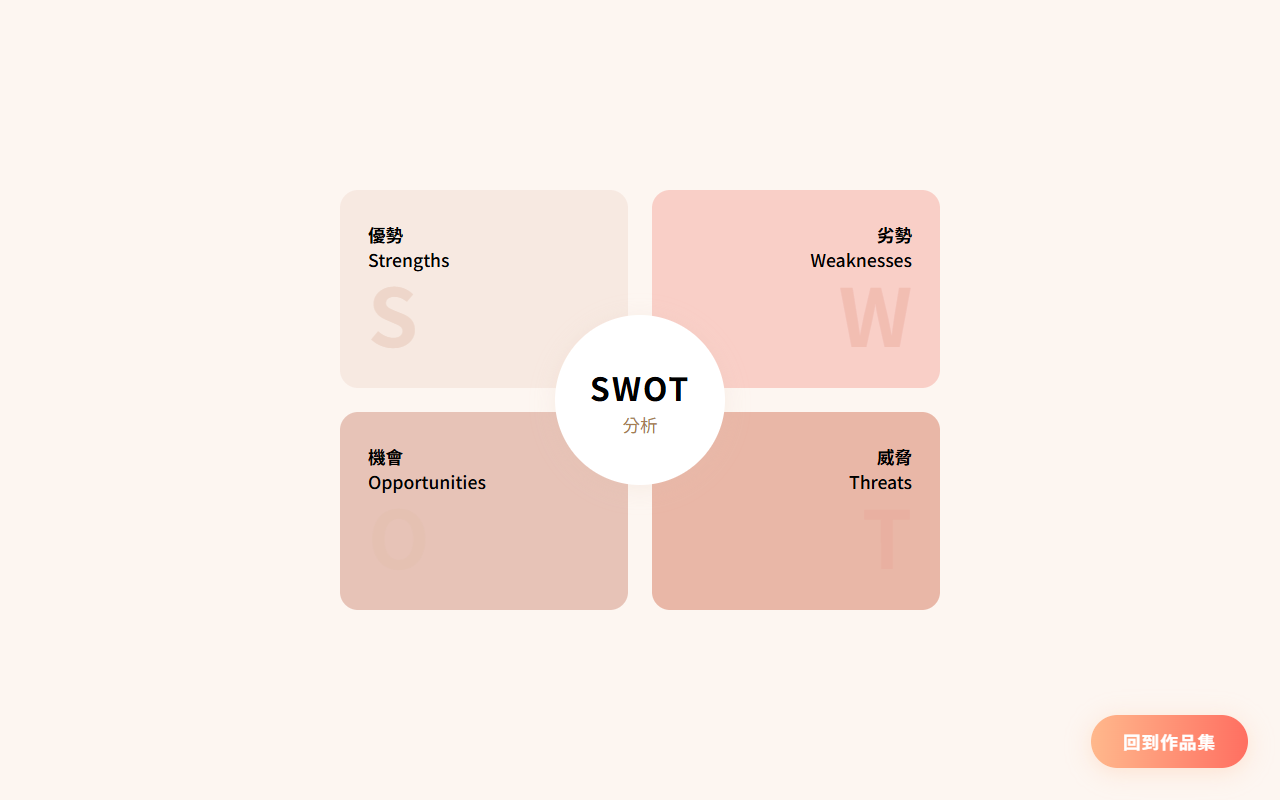 優勢
Strengths
S
劣勢
Weaknesses
W
SWOT
分析
機會
Opportunities
O
威脅
Threats
T
回到作品集